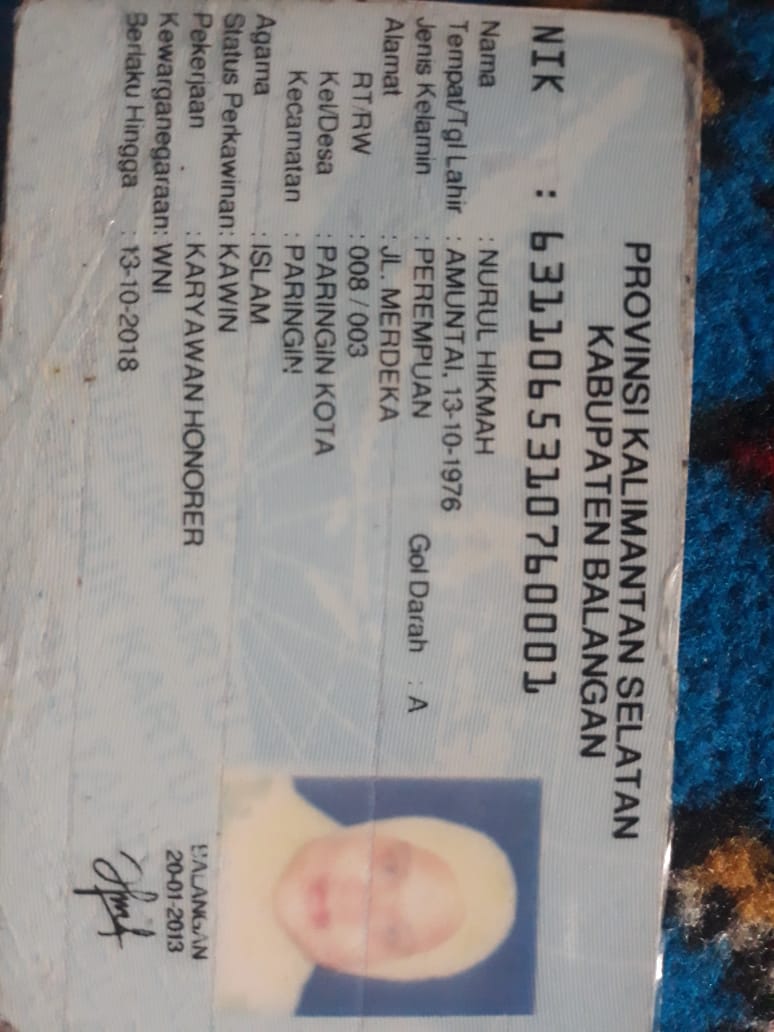 PROVINSI KALIMANTAN SELATAN
KABUPATEN BALANGAN
NIK : 6311065310760001
Nama : NURUL HIKMAH
Tempat/Tgl Lahir : AMUNTAI, 13-10-1976
Jenis Kelamin : PEREMPUAN Gol Darah : A
Alamat : JL. MERDEKA
RT/RW : 008 / 003
Kel/Desa : PARINGIN KOTA
Kecamatan : PARINGIN
Agama : ISLAM
Status Perkawinan: KAWIN
Pekerjaan : KARYAWAN HONORER
Kewarganegaraan: WNI
Berlaku Hingga : 13-10-2018
BALANGAN
20-01-2013